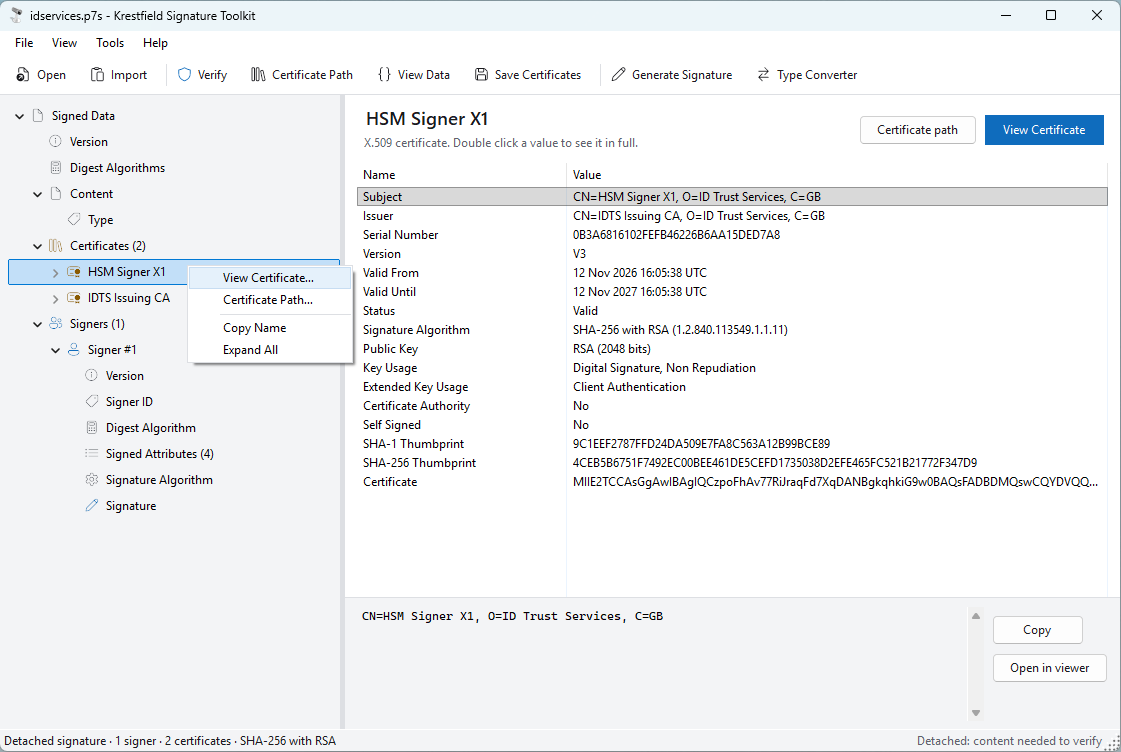 idservices.p7s - Krestfield Signature Toolkit
File View Tools Help
Open Import Verify Certificate Path View Data Save Certificates Generate Signature Type Converter
Signed Data
Version
Digest Algorithms
Content
Type
Certificates (2)
HSM Signer X1
IDTS Issuing CA
Signers (1)
Signer #1
Version
Signer ID
Digest Algorithm
Signed Attributes (4)
Signature Algorithm
Signature
View Certificate...
Certificate Path...
Copy Name
Expand All
HSM Signer X1
X.509 certificate. Double click a value to see it in full.
Certificate path
View Certificate
Name Value
Subject CN=HSM Signer X1, O=ID Trust Services, C=GB
Issuer CN=IDTS Issuing CA, O=ID Trust Services, C=GB
Serial Number 0B3A6816102FEFB46226B6AA15DED7A8
Version V3
Valid From 12 Nov 2026 16:05:38 UTC
Valid Until 12 Nov 2027 16:05:38 UTC
Status Valid
Signature Algorithm SHA-256 with RSA (1.2.840.113549.1.1.11)
Public Key RSA (2048 bits)
Key Usage Digital Signature, Non Repudiation
Extended Key Usage Client Authentication
Certificate Authority No
Self Signed No
SHA-1 Thumbprint 9C1EEF2787FFD24DA509E7FA8C563A12B99BCE89
SHA-256 Thumbprint 4CEB5B6751F7492EC00BEE461DE5CEFD1735038D2EFE465FC521B21772F347D9
Certificate MIIE2TCCAsGgAwIBAgIQCzpoFhAv77RiJraqFd7XqDANBgkqhkiG9w0BAQsFADBDMQswCQYDVQQ...
CN=HSM Signer X1, O=ID Trust Services, C=GB
Copy
Open in viewer
Detached signature · 1 signer · 2 certificates · SHA-256 with RSA
Detached: content needed to verify